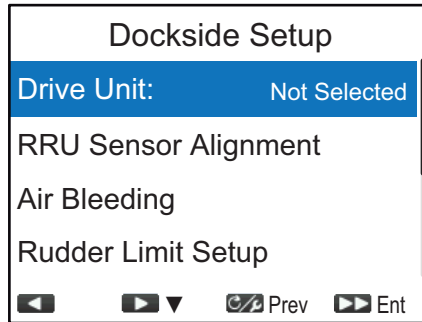 Dockside Setup
Drive Unit: Not Selected
RRU Sensor Alignment
Air Bleeding
Rudder Limit Setup
◀ ▶ ▼ Prev ▶▶ Ent